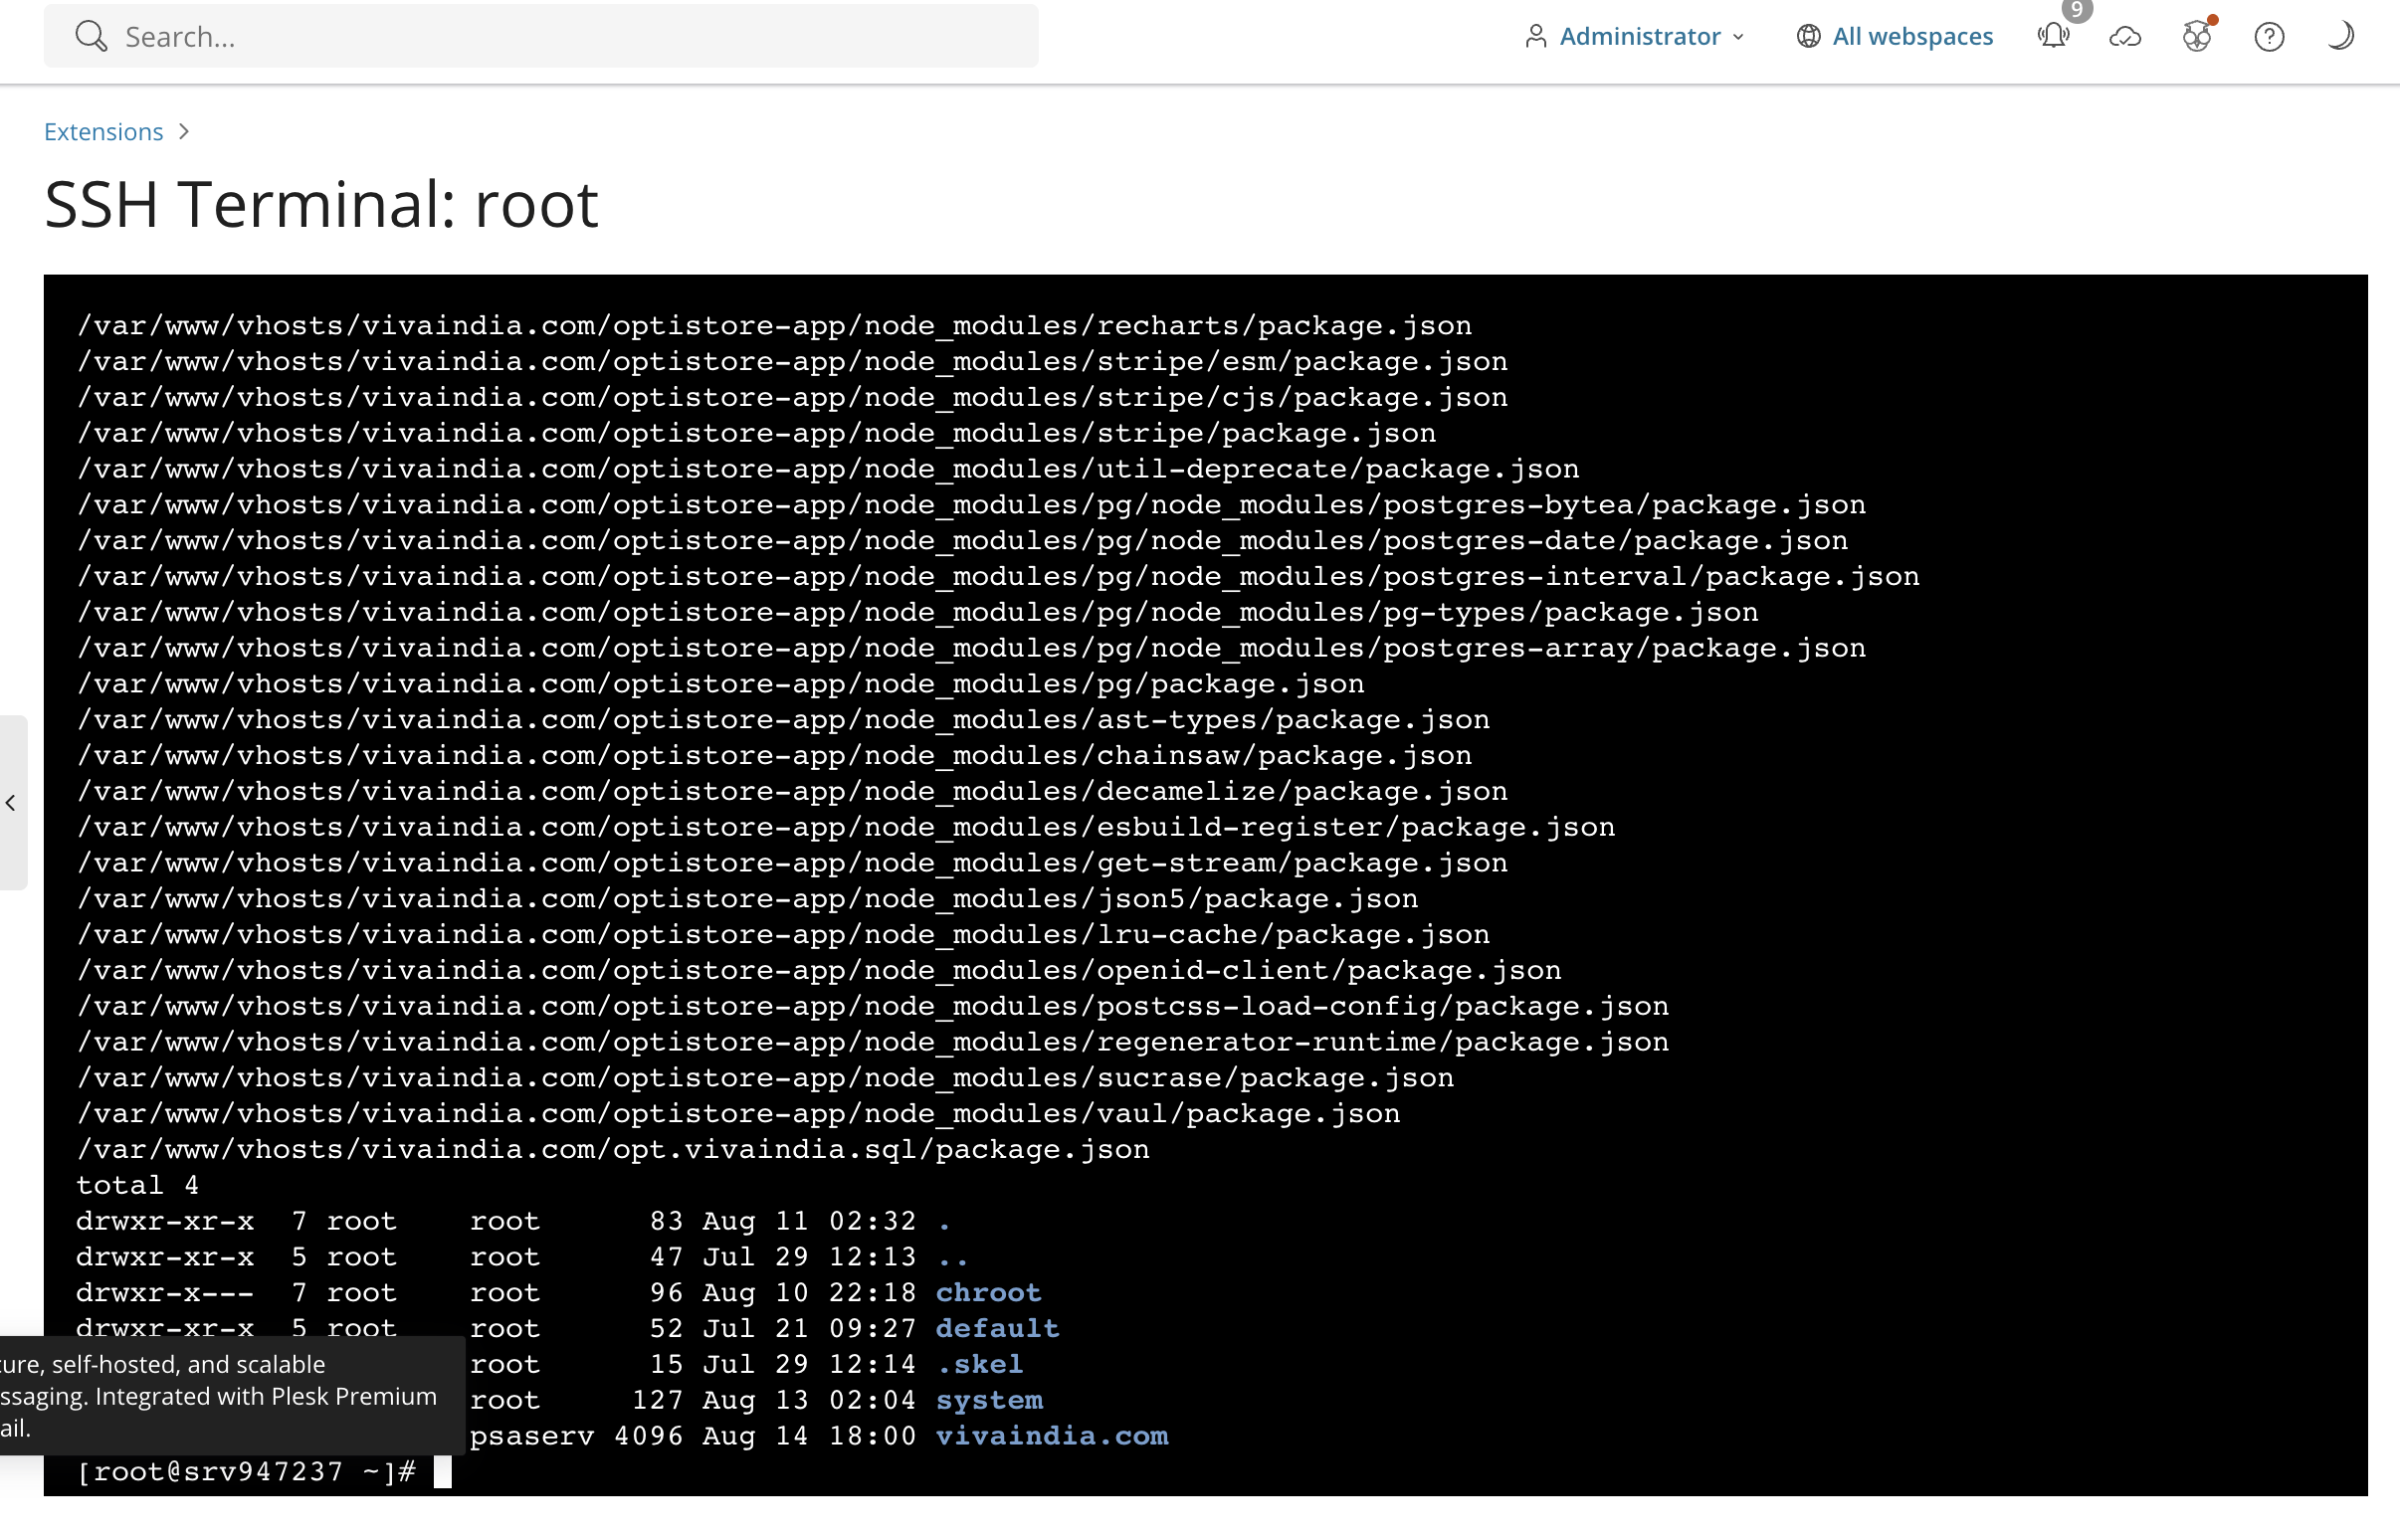 Search...
Administrator
All webspaces
9
Extensions >
SSH Terminal: root
/var/www/vhosts/vivaindia.com/optistore-app/node_modules/recharts/package.json
/var/www/vhosts/vivaindia.com/optistore-app/node_modules/stripe/esm/package.json
/var/www/vhosts/vivaindia.com/optistore-app/node_modules/stripe/cjs/package.json
/var/www/vhosts/vivaindia.com/optistore-app/node_modules/stripe/package.json
/var/www/vhosts/vivaindia.com/optistore-app/node_modules/util-deprecate/package.json
/var/www/vhosts/vivaindia.com/optistore-app/node_modules/pg/node_modules/postgres-bytea/package.json
/var/www/vhosts/vivaindia.com/optistore-app/node_modules/pg/node_modules/postgres-date/package.json
/var/www/vhosts/vivaindia.com/optistore-app/node_modules/pg/node_modules/postgres-interval/package.json
/var/www/vhosts/vivaindia.com/optistore-app/node_modules/pg/node_modules/pg-types/package.json
/var/www/vhosts/vivaindia.com/optistore-app/node_modules/pg/node_modules/postgres-array/package.json
/var/www/vhosts/vivaindia.com/optistore-app/node_modules/pg/package.json
/var/www/vhosts/vivaindia.com/optistore-app/node_modules/ast-types/package.json
/var/www/vhosts/vivaindia.com/optistore-app/node_modules/chainsaw/package.json
/var/www/vhosts/vivaindia.com/optistore-app/node_modules/decamelize/package.json
/var/www/vhosts/vivaindia.com/optistore-app/node_modules/esbuild-register/package.json
/var/www/vhosts/vivaindia.com/optistore-app/node_modules/get-stream/package.json
/var/www/vhosts/vivaindia.com/optistore-app/node_modules/json5/package.json
/var/www/vhosts/vivaindia.com/optistore-app/node_modules/lru-cache/package.json
/var/www/vhosts/vivaindia.com/optistore-app/node_modules/openid-client/package.json
/var/www/vhosts/vivaindia.com/optistore-app/node_modules/postcss-load-config/package.json
/var/www/vhosts/vivaindia.com/optistore-app/node_modules/regenerator-runtime/package.json
/var/www/vhosts/vivaindia.com/optistore-app/node_modules/sucrase/package.json
/var/www/vhosts/vivaindia.com/optistore-app/node_modules/vaul/package.json
/var/www/vhosts/vivaindia.com/opt.vivaindia.sql/package.json
total 4
drwxr-xr-x  7 root    root      83 Aug 11 02:32 .
drwxr-xr-x  5 root    root      47 Jul 29 12:13 ..
drwxr-x---  7 root    root      96 Aug 10 22:18 chroot
drwxr-xr-x  5 root    root      52 Jul 21 09:27 default
root      15 Jul 29 12:14 .skel
root     127 Aug 13 02:04 system
psaserv 4096 Aug 14 18:00 vivaindia.com
[root@srv947237 ~]#
ure, self-hosted, and scalable
ssaging. Integrated with Plesk Premium
ail.